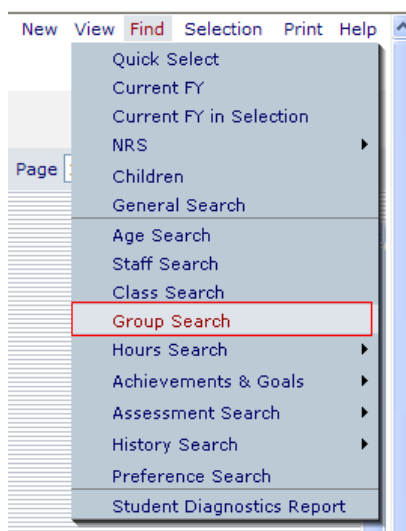 New View Find Selection Print Help
Quick Select
Current FY
Current FY in Selection
NRS
Page
Children
General Search
Age Search
Staff Search
Class Search
Group Search
Hours Search
Achievements & Goals
Assessment Search
History Search
Preference Search
Student Diagnostics Report